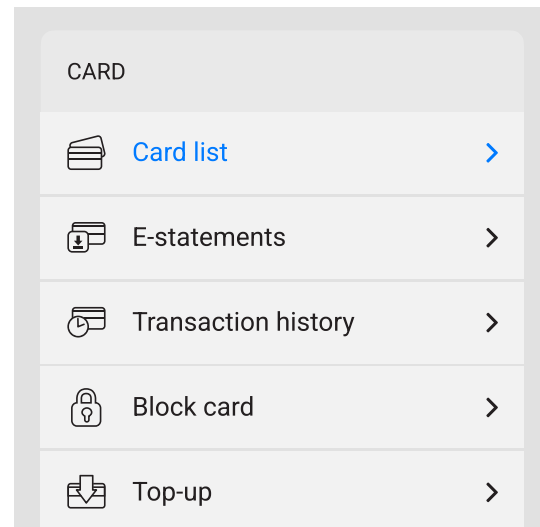 CARD
Card list
E-statements
Transaction history
Block card
Top-up